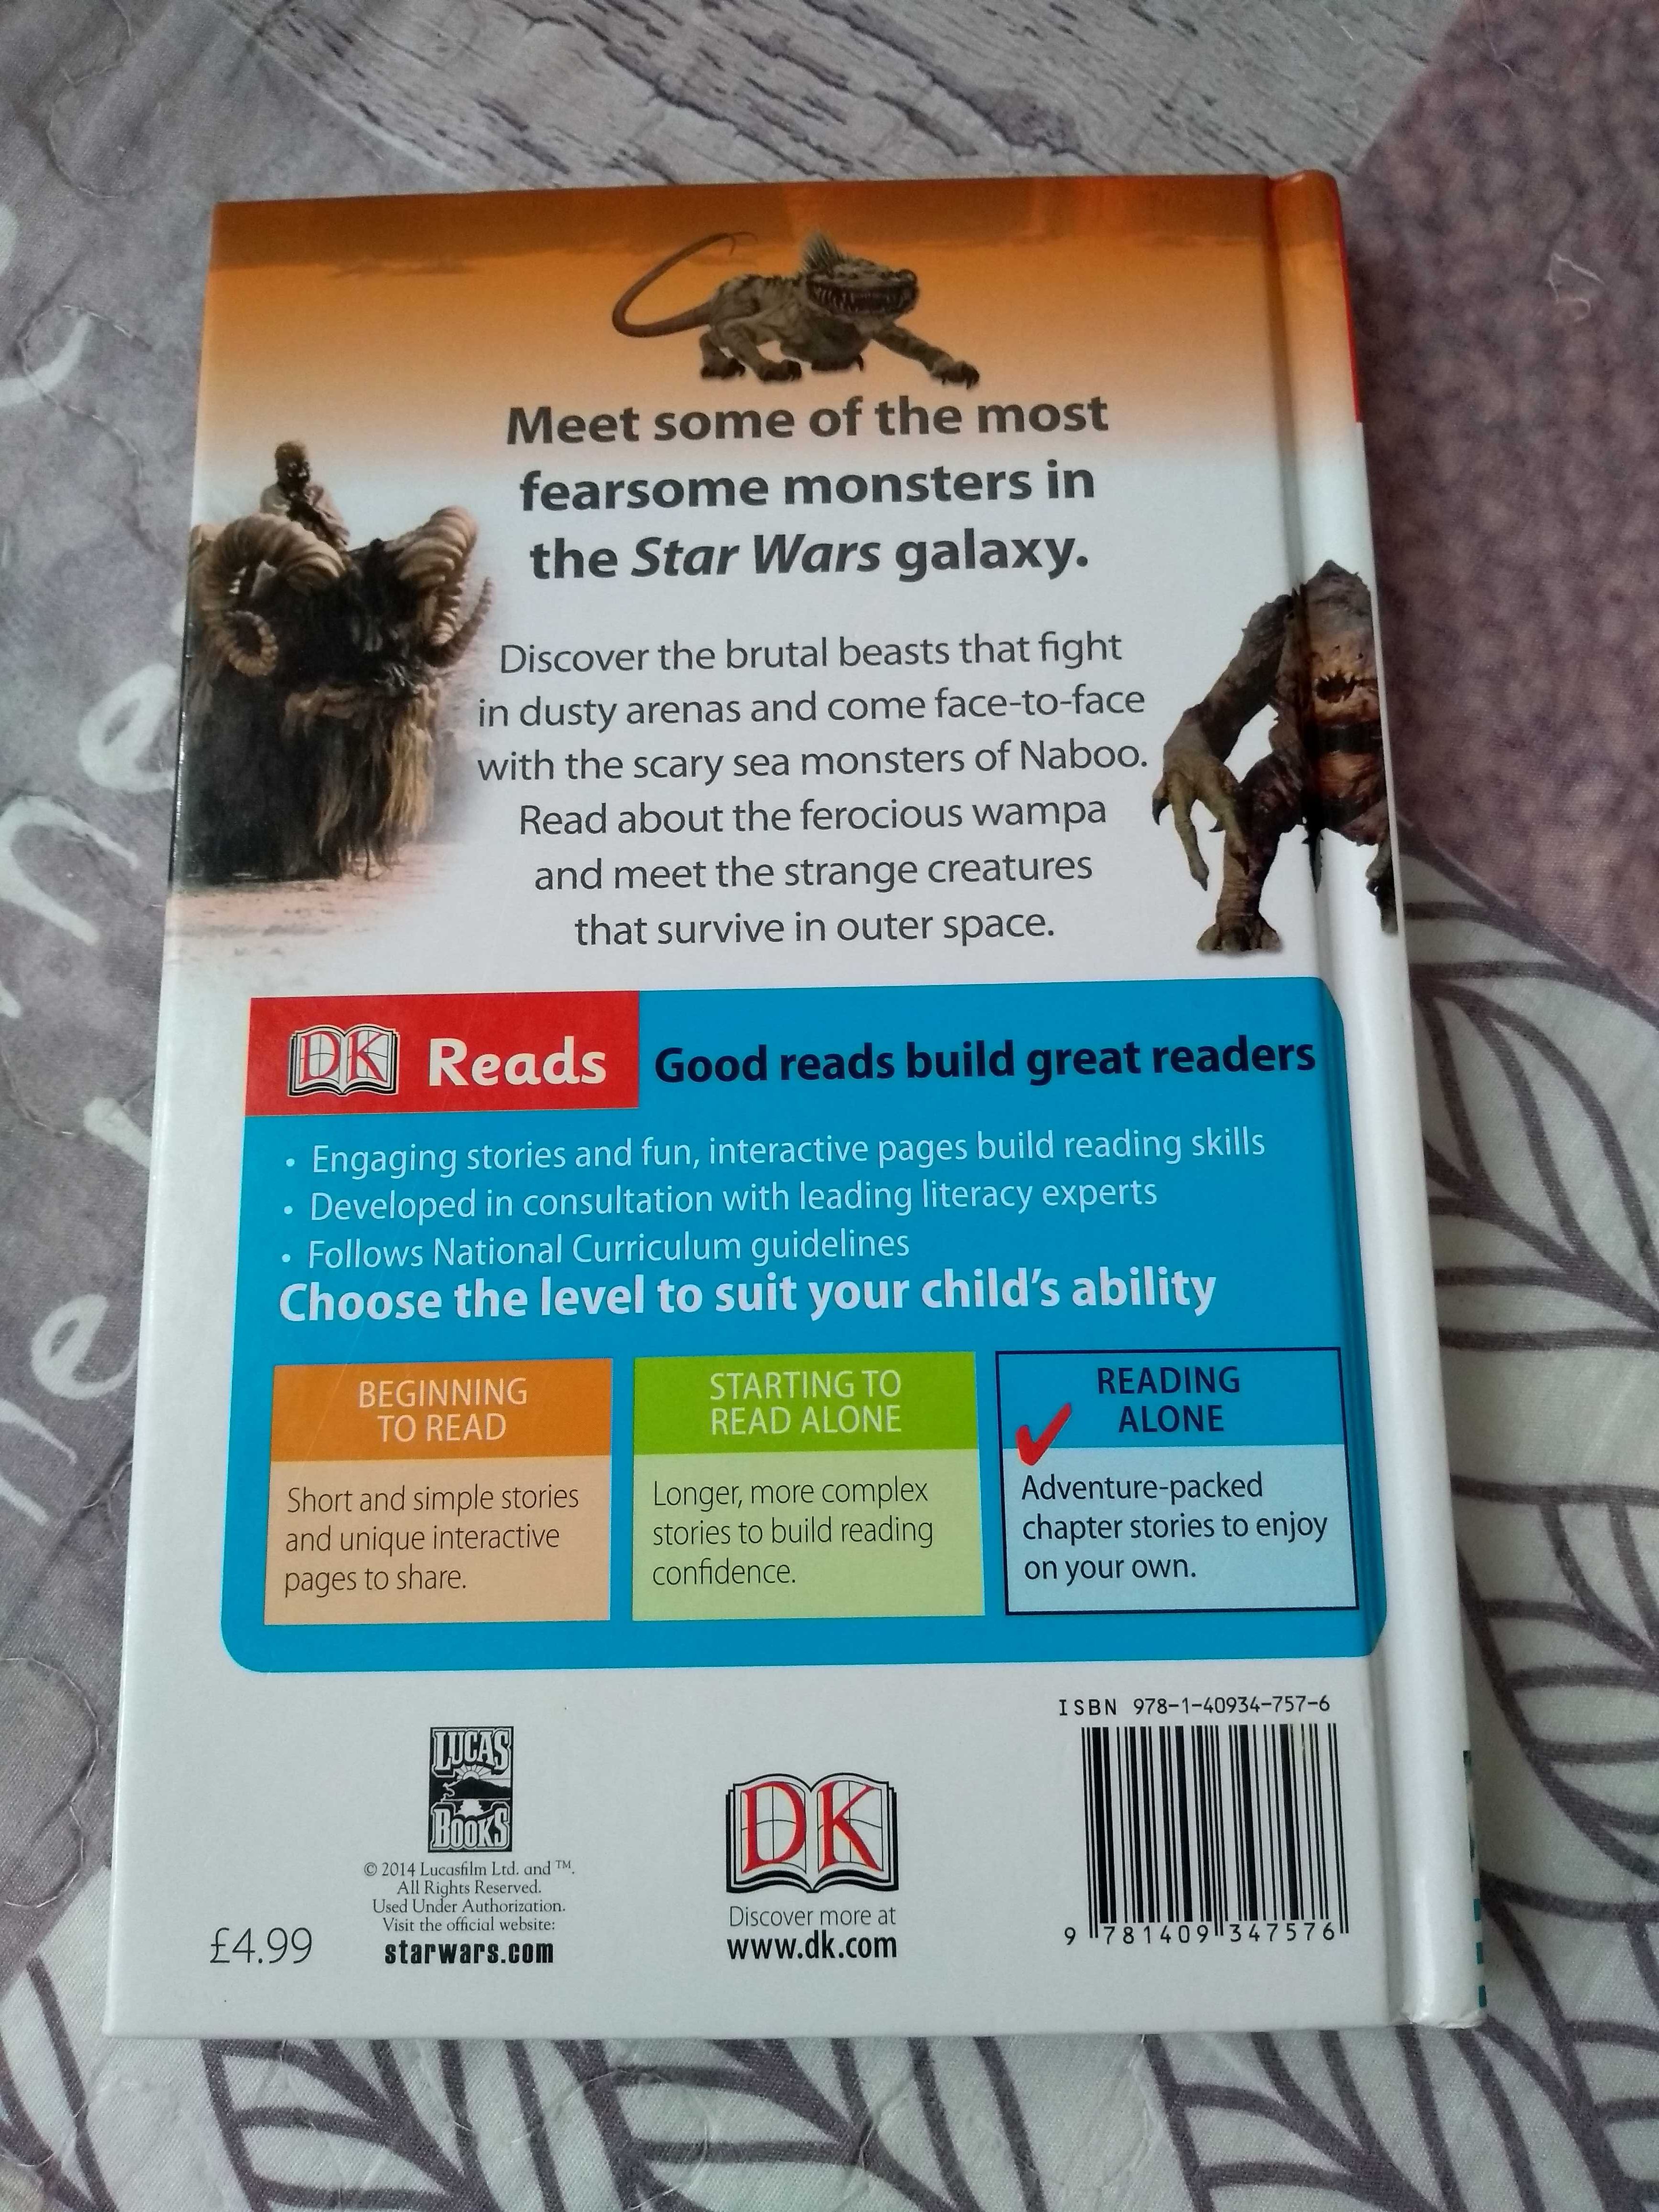 Meet some of the most
fearsome monsters in
the Star Wars galaxy.
Discover the brutal beasts that fight
in dusty arenas and come face-to-face
with the scary sea monsters of Naboo.
Read about the ferocious wampa
and meet the strange creatures
that survive in outer space.
DK Reads Good reads build great readers
• Engaging stories and fun, interactive pages build reading skills
• Developed in consultation with leading literacy experts
• Follows National Curriculum guidelines
Choose the level to suit your child's ability
BEGINNING
TO READ
Short and simple stories
and unique interactive
pages to share.
STARTING TO
READ ALONE
Longer, more complex
stories to build reading
confidence.
READING
ALONE
Adventure-packed
chapter stories to enjoy
on your own.
£4.99
LUCAS
BOOKS
© 2014 Lucasfilm Ltd. and ™.
All Rights Reserved.
Used Under Authorization.
Visit the official website:
starwars.com
DK
Discover more at
www.dk.com
ISBN 978-1-40934-757-6
9 781409 347576